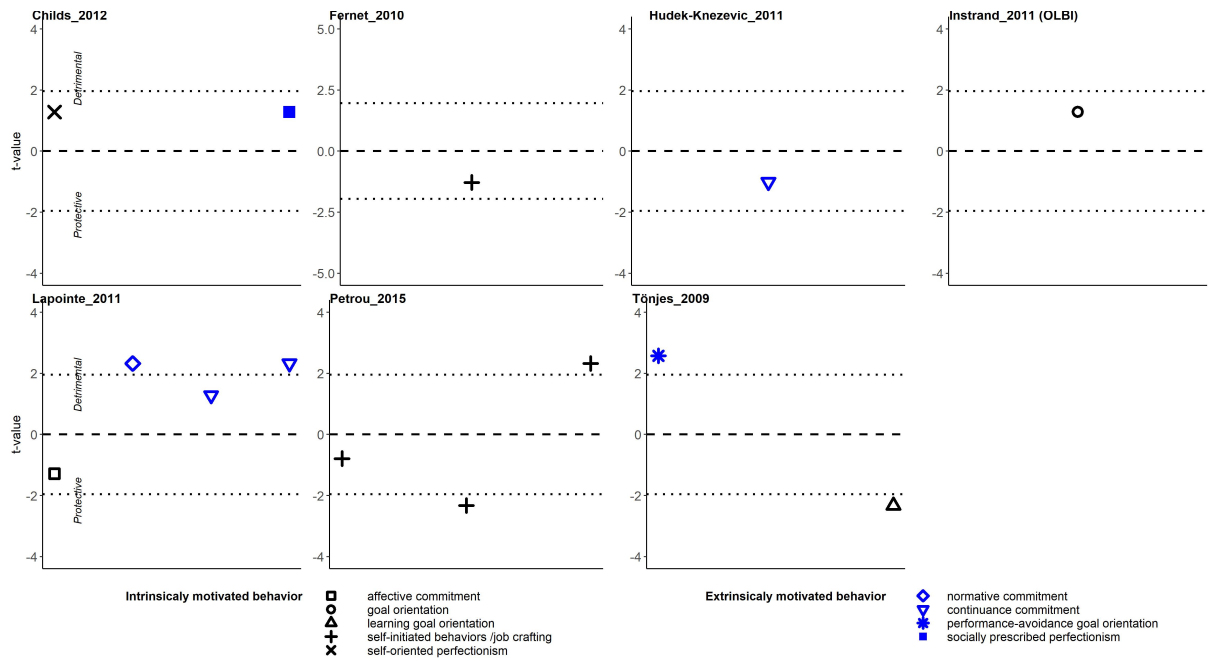 Childs_2012
Fernet_2010
Hudek-Knezevic_2011
Instrand_2011 (OLBI)
4
2
0
-2
-4
t-value
Detrimental
Protective
5.0
2.5
0.0
-2.5
-5.0
4
2
0
-2
-4
4
2
0
-2
-4
Lapointe_2011
Petrou_2015
Tönjes_2009
4
2
0
-2
-4
t-value
Detrimental
Protective
4
2
0
-2
-4
4
2
0
-2
-4
Intrinsicaly motivated behavior
affective commitment
goal orientation
learning goal orientation
self-initiated behaviors /job crafting
self-oriented perfectionism
Extrinsicaly motivated behavior
normative commitment
continuance commitment
performance-avoidance goal orientation
socially prescribed perfectionism